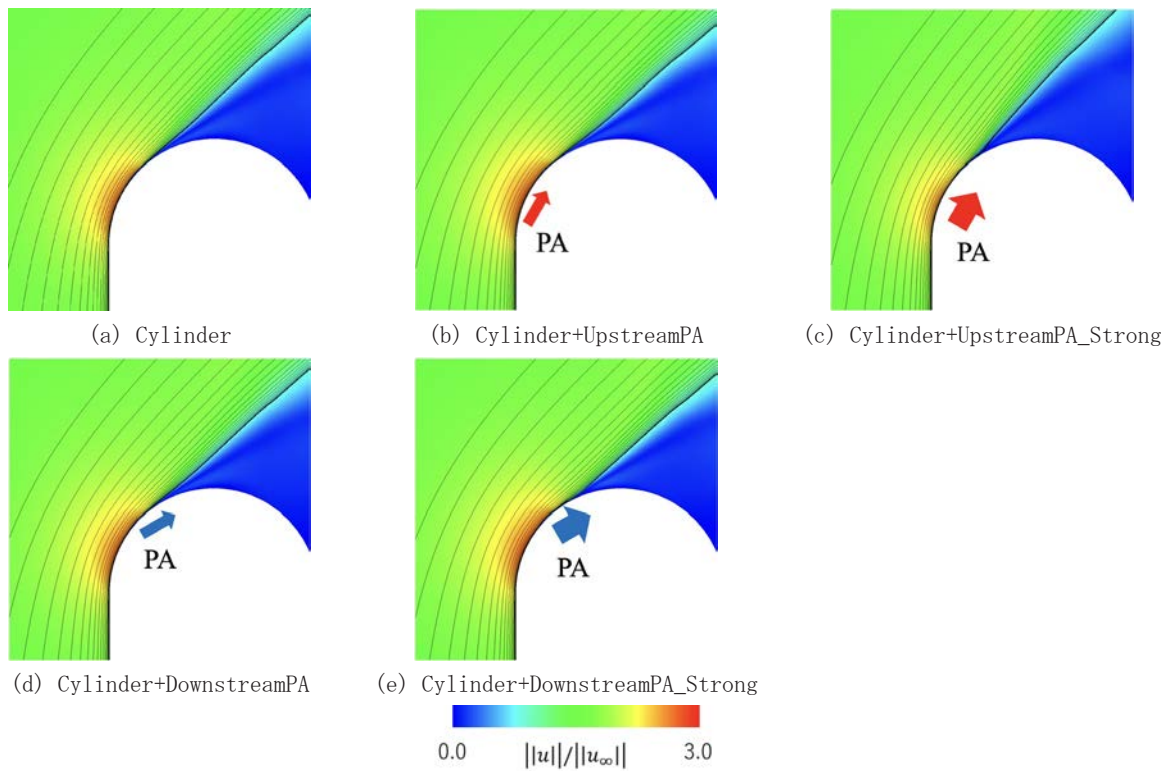 (a) Cylinder
PA
(b) Cylinder+UpstreamPA
PA
(c) Cylinder+UpstreamPA_Strong
PA
(d) Cylinder+DownstreamPA
PA
(e) Cylinder+DownstreamPA_Strong
0.0 ||u||/||u∞|| 3.0